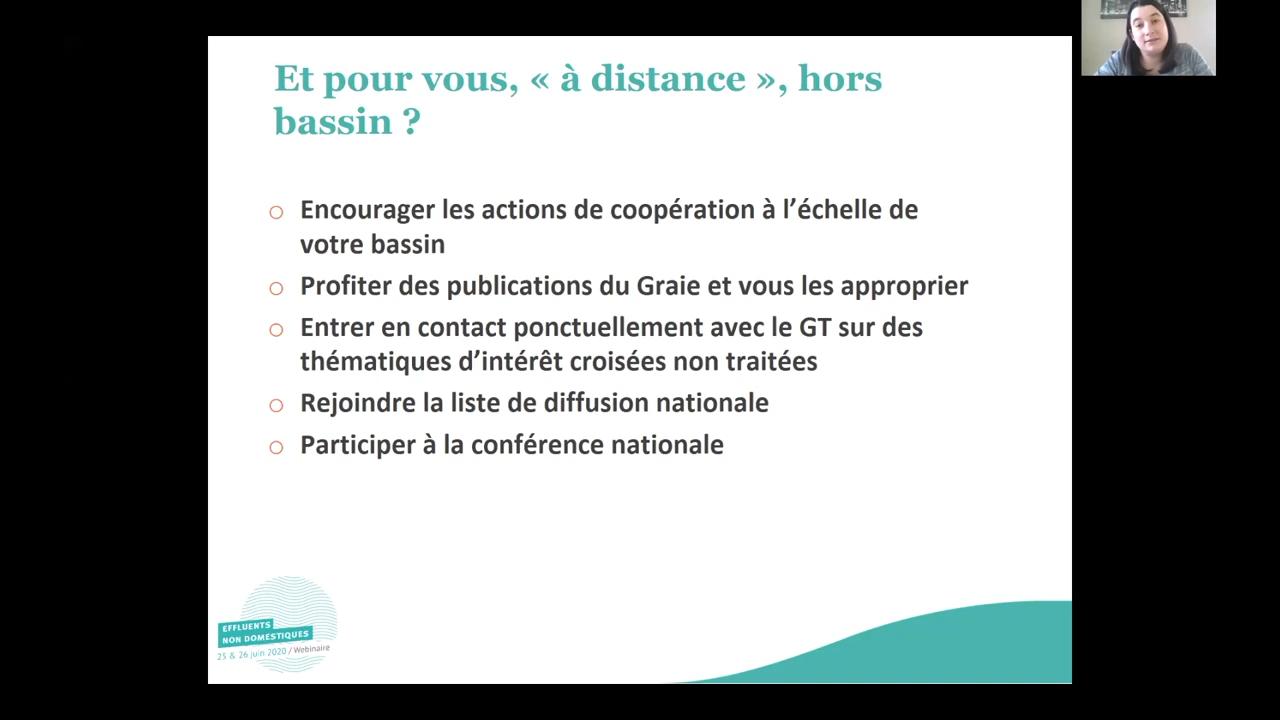 Et pour vous, « à distance », hors
bassin ?
Encourager les actions de coopération à l’échelle de
votre bassin
Profiter des publications du Graie et vous les approprier
Entrer en contact ponctuellement avec le GT sur des
thématiques d’intérêt croisées non traitées
Rejoindre la liste de diffusion nationale
Participer à la conférence nationale
EFFLUENTS
NON DOMESTIQUES
25 & 26 juin 2020 / Webinaire